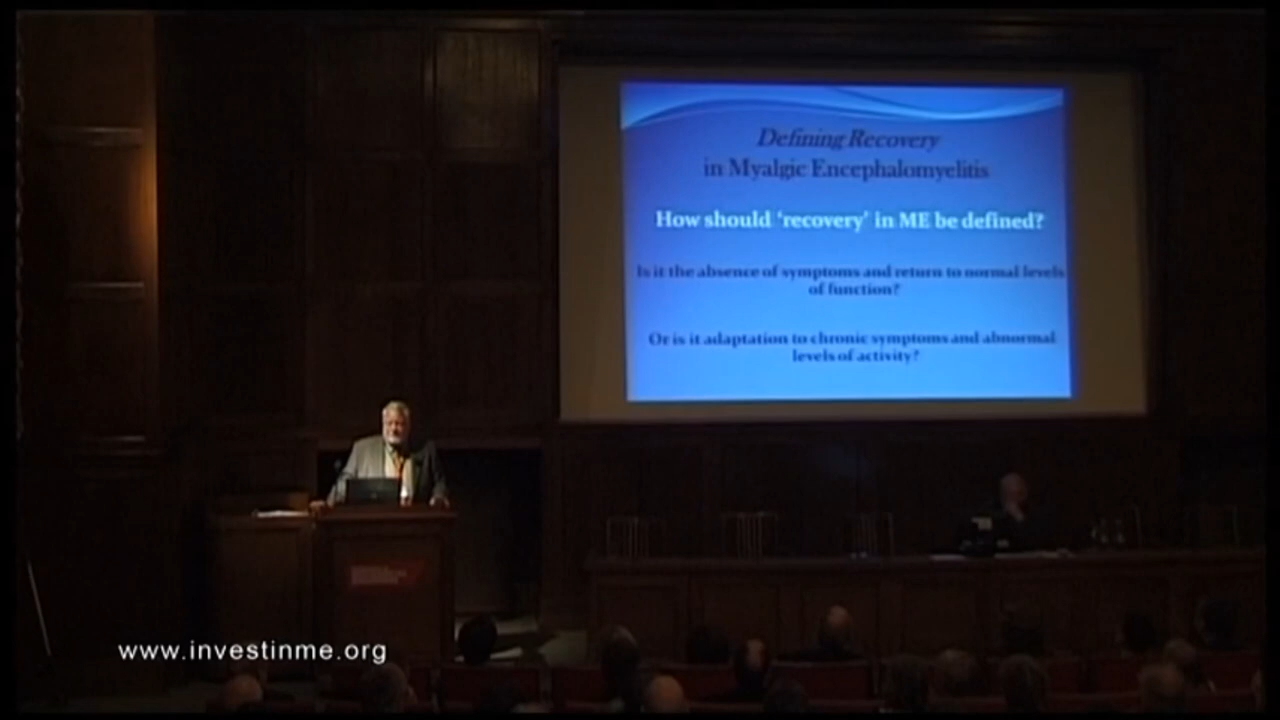 Defining Recovery
in Myalgic Encephalomyelitis
How should 'recovery' in ME be defined?
Is it the absence of symptoms and return to normal levels
of function?
Or is it adaptation to chronic symptoms and abnormal
levels of activity?
www.investinme.org